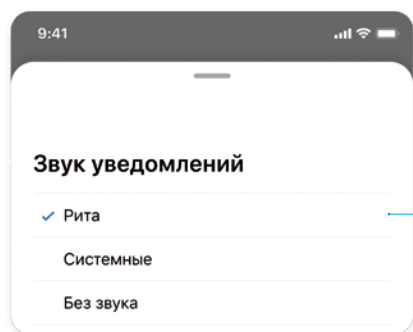 9:41
Звук уведомлений
Рита
Системные
Без звука